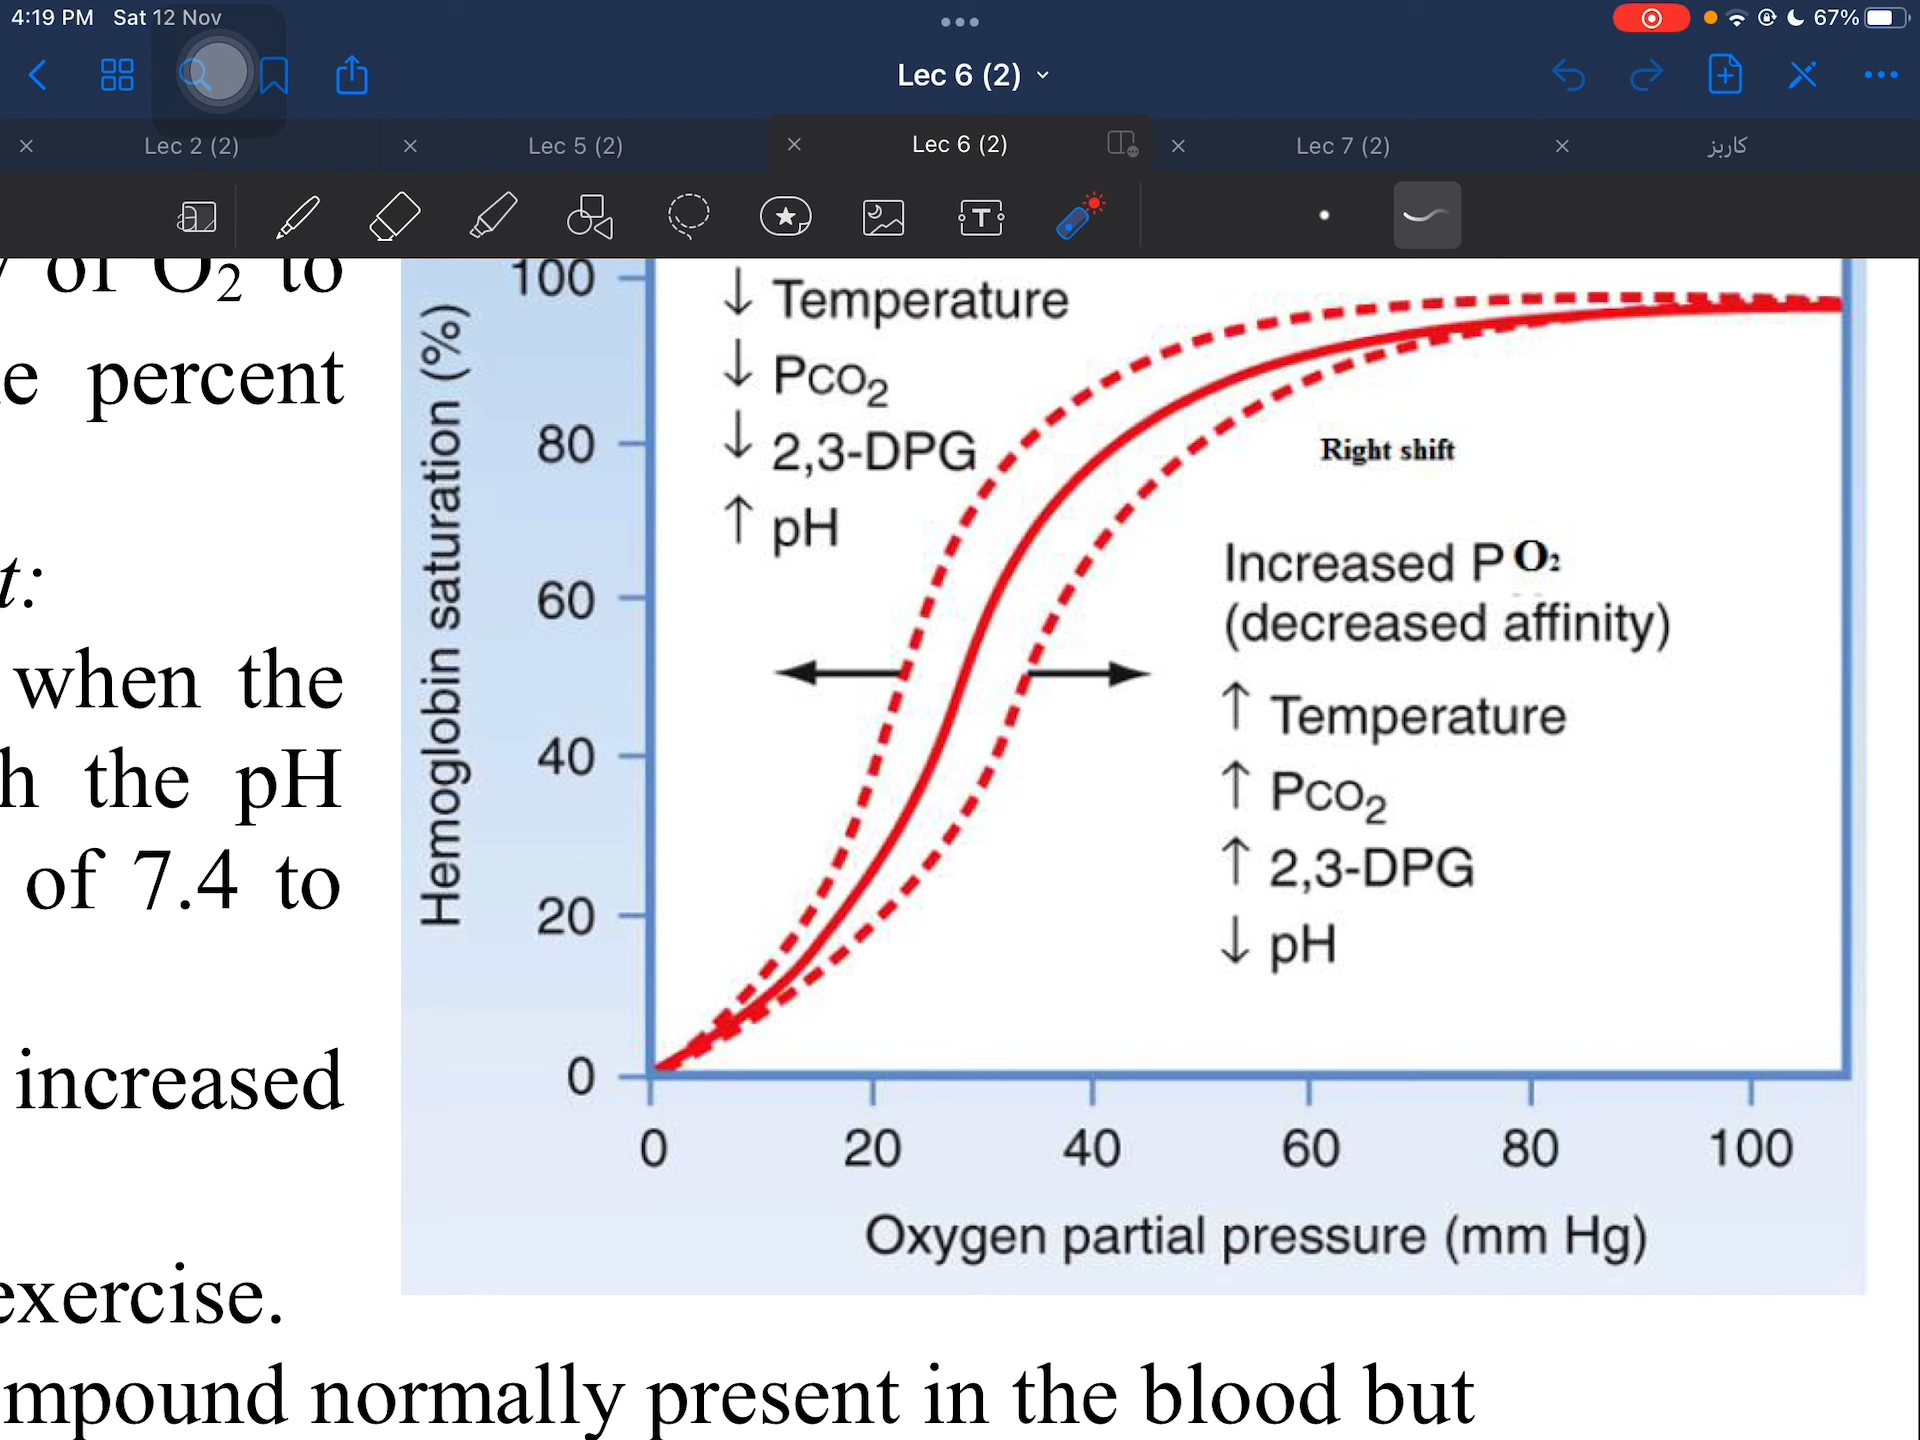 4:19 PM Sat 12 Nov
67%
Lec 6 (2)
Lec 2 (2)
Lec 5 (2)
Lec 6 (2)
Lec 7 (2)
کاربز
of O₂ to
percent
t:
when the
the pH
of 7.4 to
increased
exercise.
normally present in the blood but
Hemoglobin saturation (%)
100
80
60
40
20
0
↓ Temperature
↓ PCO₂
↓ 2,3-DPG
↑ pH
Right shift
Increased P O₂
(decreased affinity)
↑ Temperature
↑ PCO₂
↑ 2,3-DPG
↓ pH
0 20 40 60 80 100
Oxygen partial pressure (mm Hg)